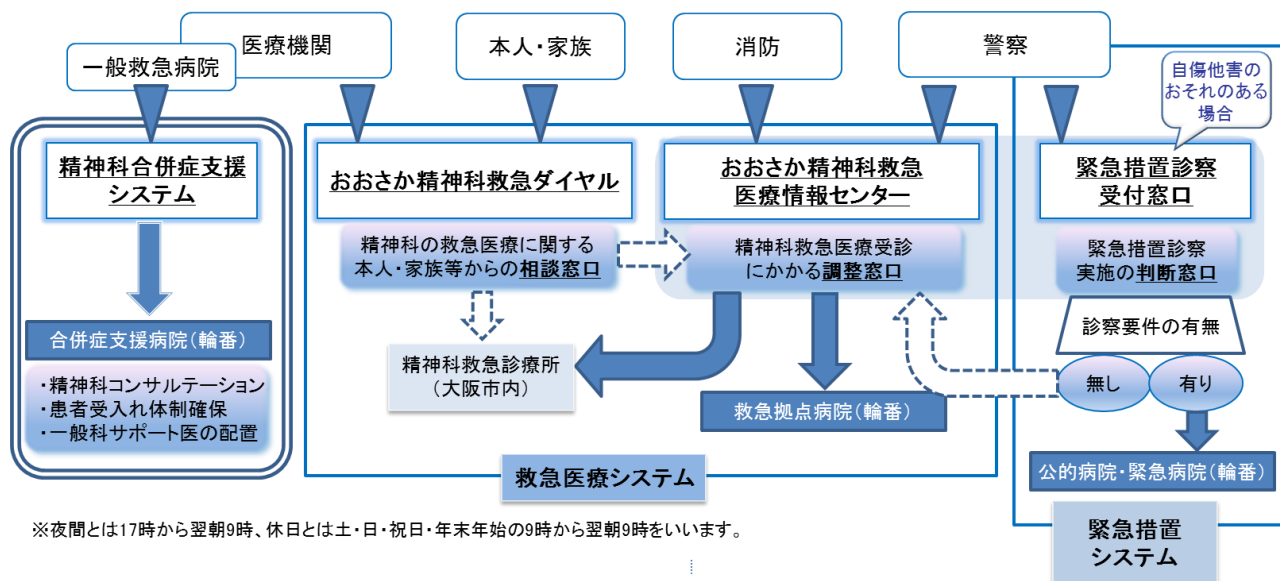 医療機関
一般救急病院
本人・家族
消防
警察
自傷他害の
おそれのある
場合
精神科合併症支援
システム
おおさか精神科救急ダイヤル
おおさか精神科救急
医療情報センター
緊急措置診察
受付窓口
精神科の救急医療に関する
本人・家族等からの相談窓口
精神科救急医療受診
にかかる調整窓口
緊急措置診察
実施の判断窓口
診察要件の有無
無し
有り
合併症支援病院(輪番)
・精神科コンサルテーション
・患者受入れ体制確保
・一般科サポート医の配置
精神科救急診療所
(大阪市内)
救急拠点病院(輪番)
公的病院・緊急病院(輪番)
救急医療システム
緊急措置
システム
※夜間とは17時から翌朝9時、休日とは土・日・祝日・年末年始の9時から翌朝9時をいいます。